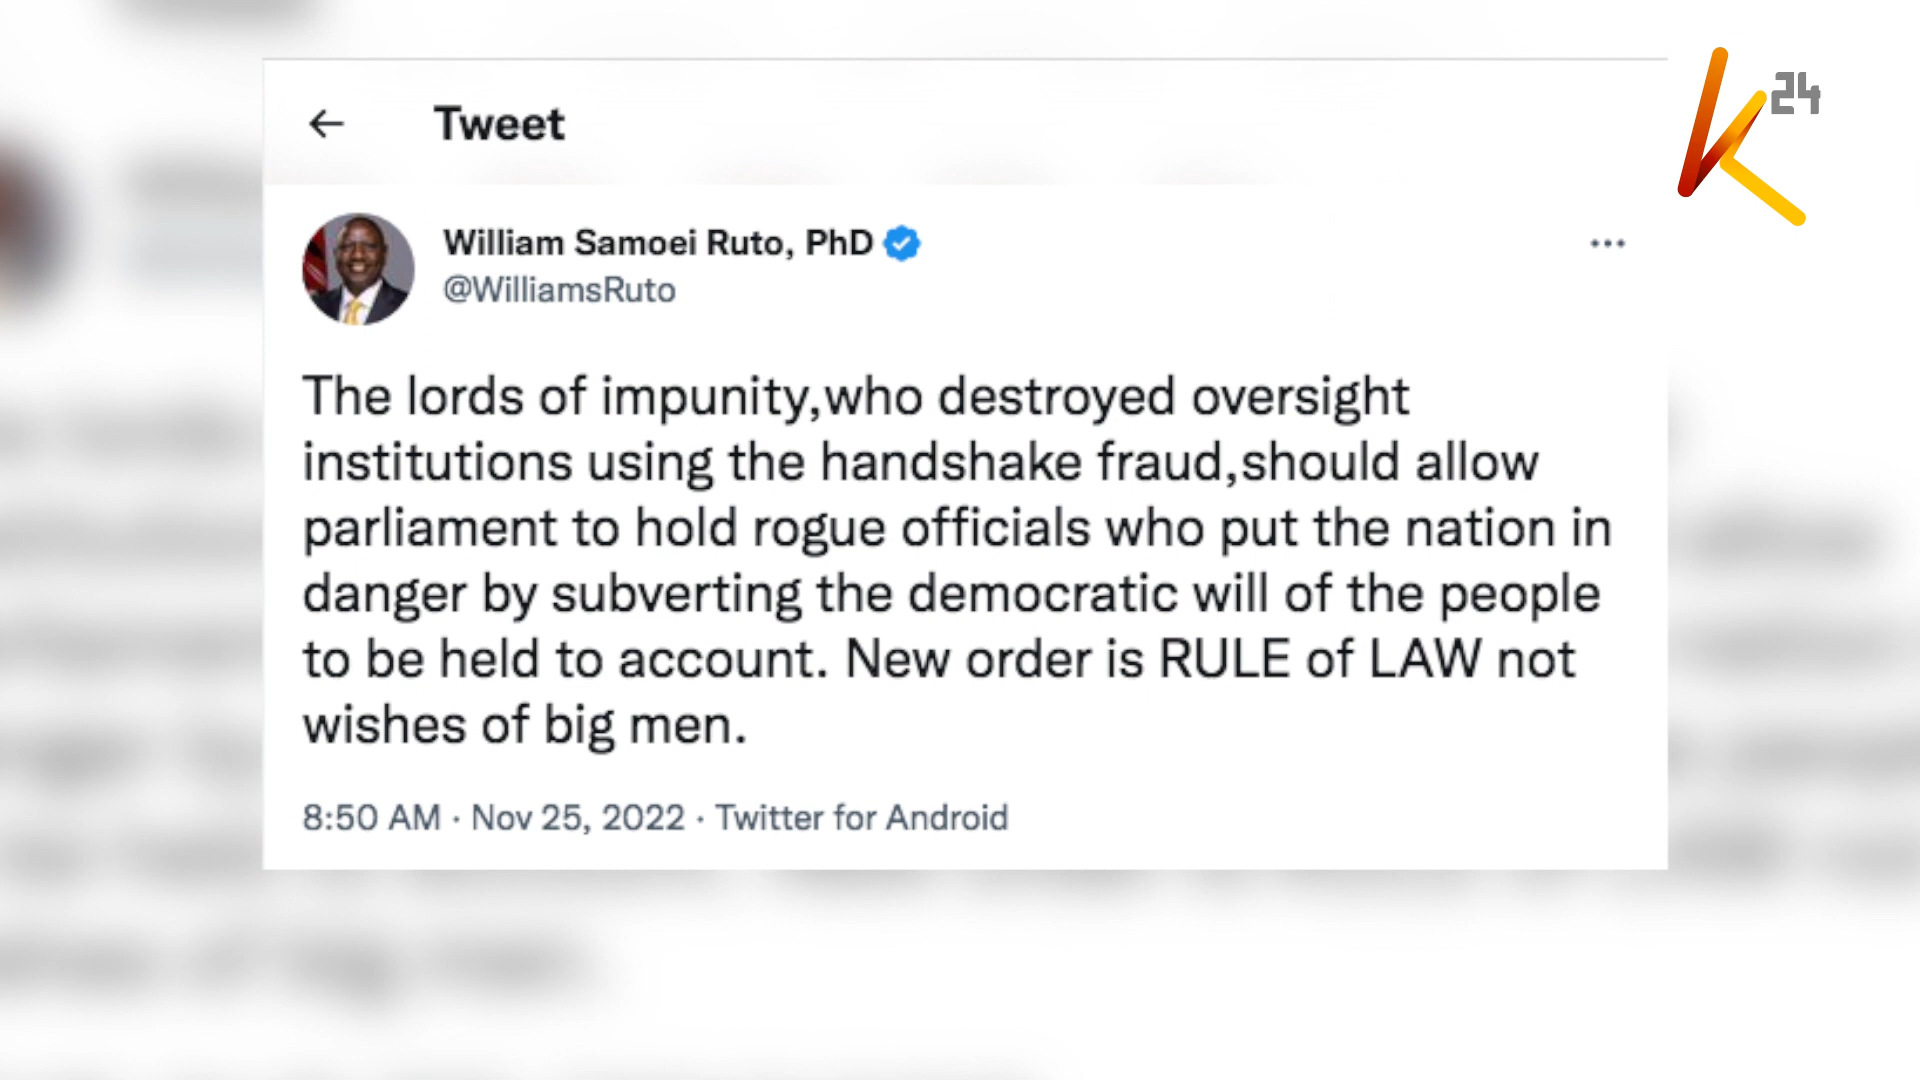 Tweet
K24
William Samoei Ruto, PhD
@WilliamsRuto
The lords of impunity,who destroyed oversight
institutions using the handshake fraud,should allow
parliament to hold rogue officials who put the nation in
danger by subverting the democratic will of the people
to be held to account. New order is RULE of LAW not
wishes of big men.
8:50 AM · Nov 25, 2022 · Twitter for Android